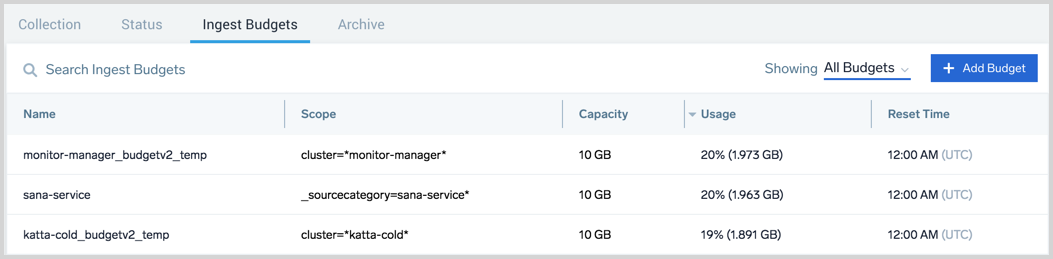 Collection Status Ingest Budgets Archive
Search Ingest Budgets Showing All Budgets + Add Budget
Name Scope Capacity Usage Reset Time
monitor-manager_budgetv2_temp cluster=*monitor-manager* 10 GB 20% (1.973 GB) 12:00 AM (UTC)
sana-service _sourcecategory=sana-service* 10 GB 20% (1.963 GB) 12:00 AM (UTC)
katta-cold_budgetv2_temp cluster=*katta-cold* 10 GB 19% (1.891 GB) 12:00 AM (UTC)